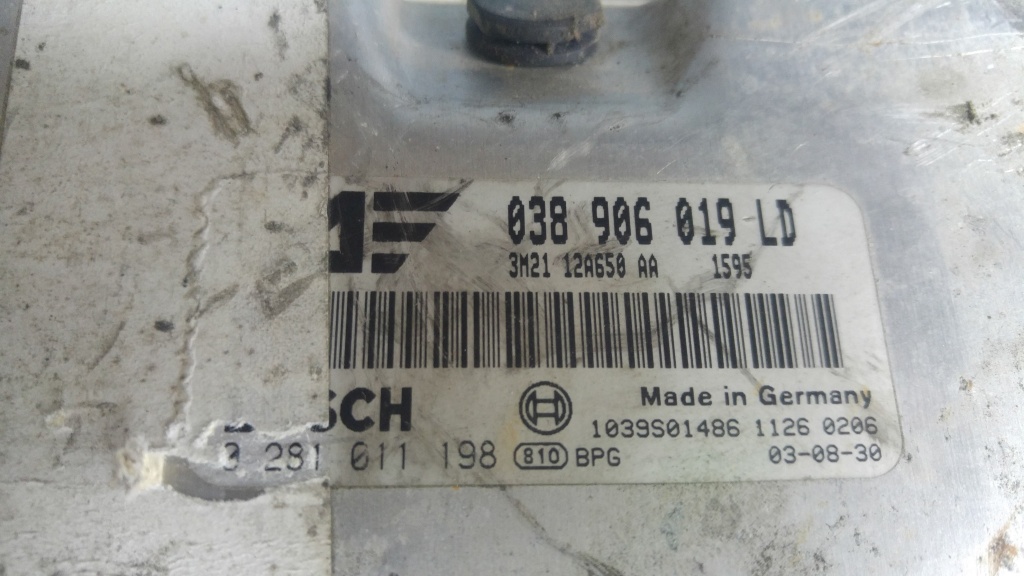 038 906 019 LD
3M21 12A650 AA 1595
Made in Germany
1039S01486 1126 0206
281 011 198 810 BPG 03-08-30